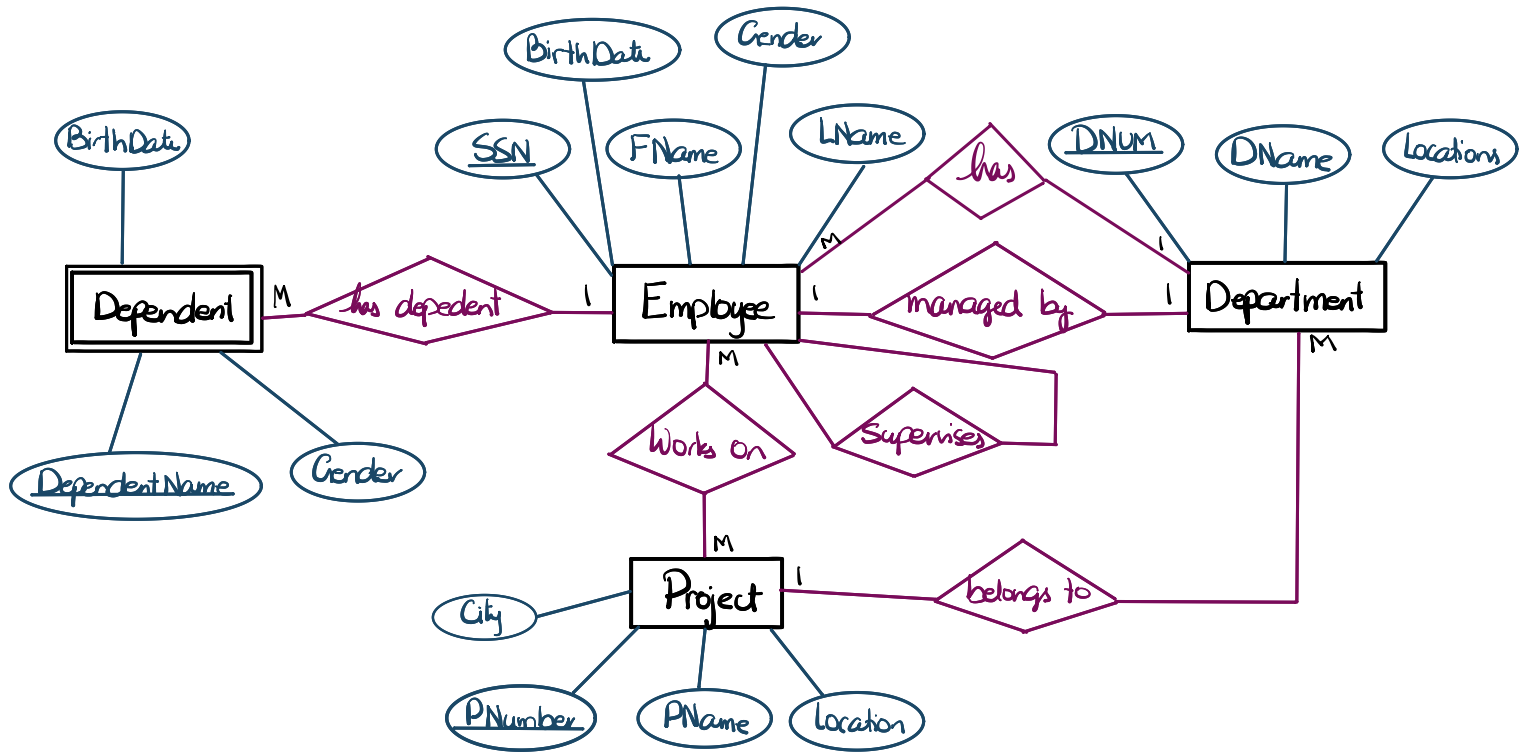 Gender
BirthDate
BirthDate
SSN
FName
LName
has
DNUM
DName
Locations
M
1
Dependent
M
has depedent
1
Employee
1
managed by
1
Department
M
M
Supervises
Works on
DependentName
Gender
M
Project
1
belongs to
City
PNumber
PName
Location